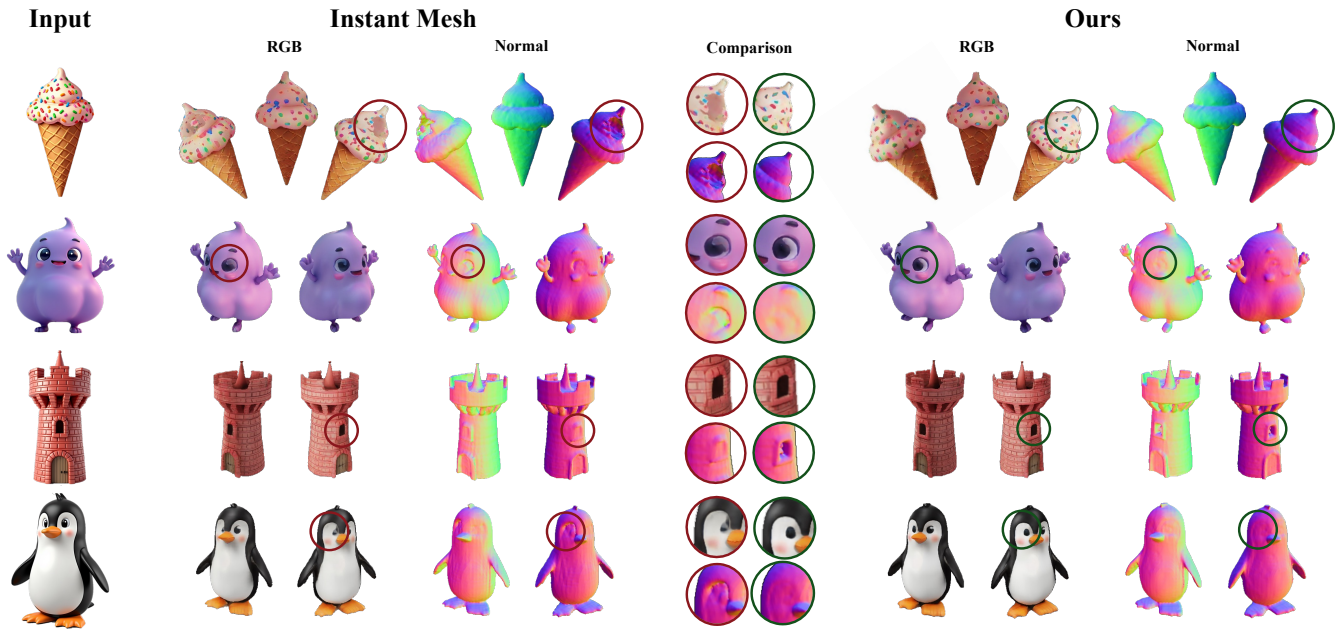 Input
Instant Mesh
Ours
RGB
Normal
Comparison
RGB
Normal